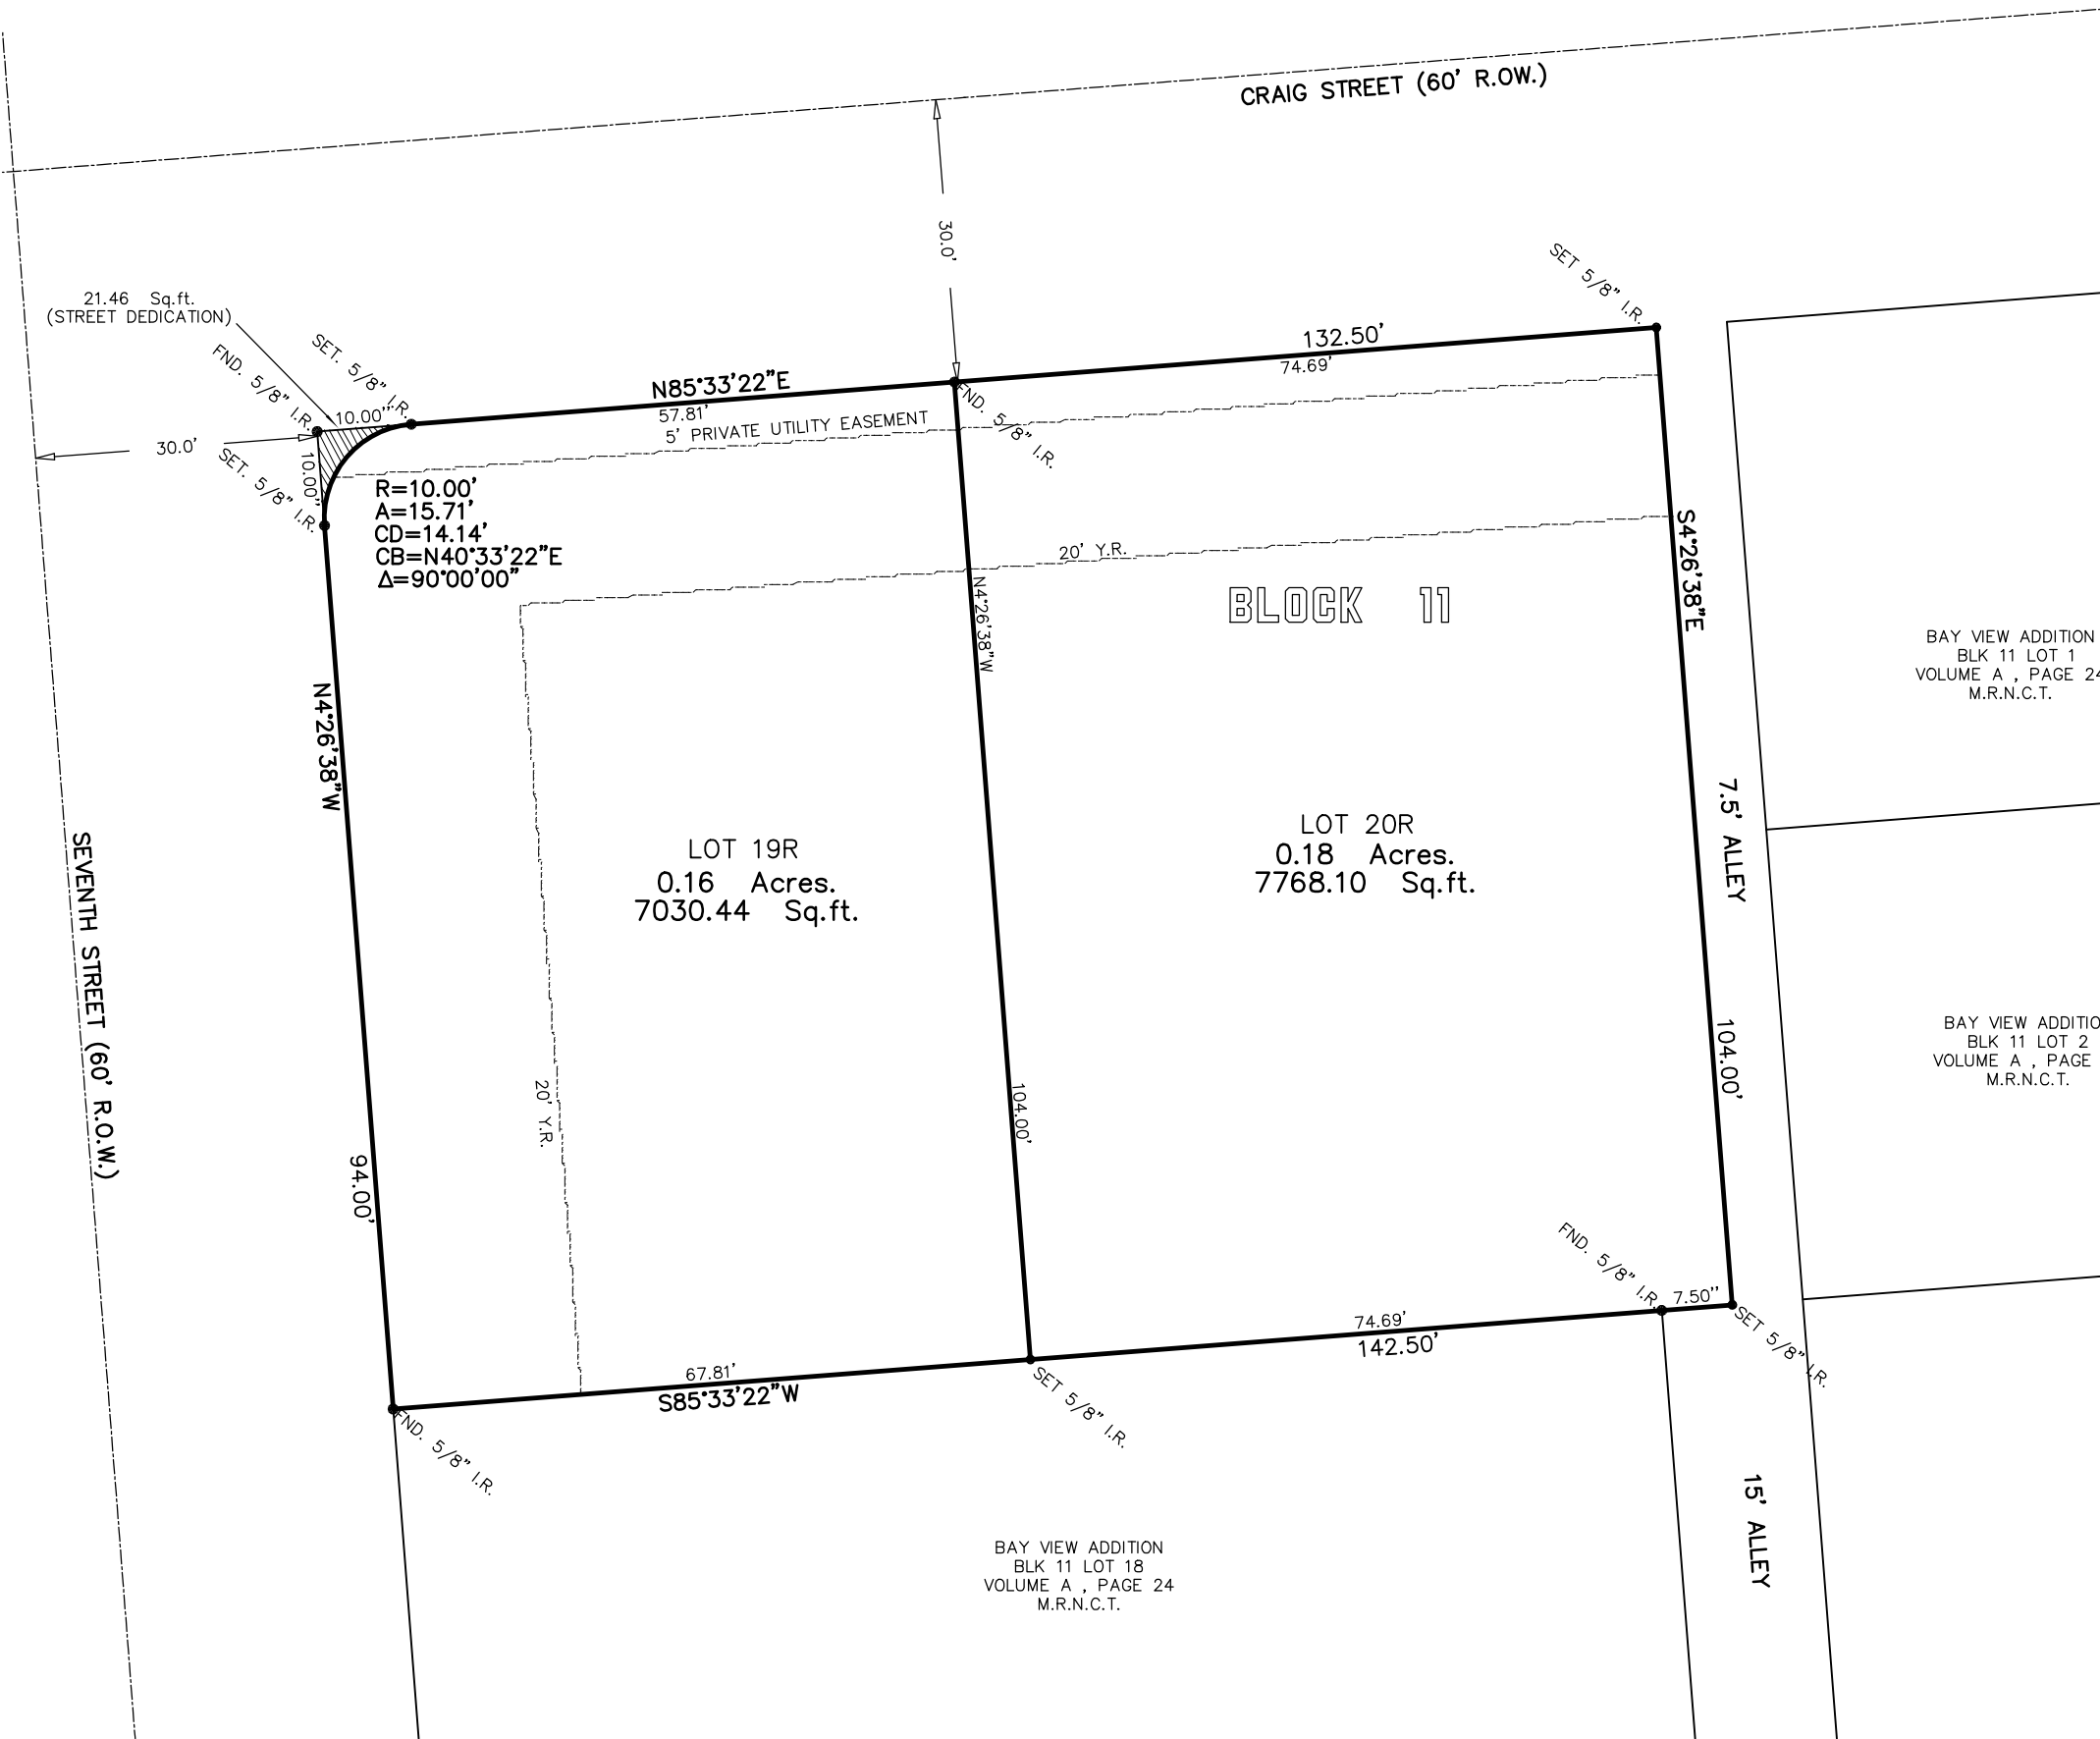 CRAIG STREET (60' R.OW.)
30.0'
SET 5/8" I.R.
21.46 Sq.ft.
(STREET DEDICATION)
SET. 5/8" I.R.
FND. 5/8" I.R.
10.00''
30.0'
10.00''
SET. 5/8" I.R.
N85°33'22"E
57.81'
5' PRIVATE UTILITY EASEMENT
132.50'
74.69'
FND. 5/8" I.R.
R=10.00'
A=15.71'
CD=14.14'
CB=N40°33'22"E
Δ=90°00'00"
20' Y.R.
BLOCK 11
S4°26'38"E
N4°26'38"W
N4°26'38"W
BAY VIEW ADDITION
BLK 11 LOT 1
VOLUME A , PAGE 24
M.R.N.C.T.
7.5' ALLEY
LOT 19R
0.16 Acres.
7030.44 Sq.ft.
LOT 20R
0.18 Acres.
7768.10 Sq.ft.
SEVENTH STREET (60' R.O.W.)
BAY VIEW ADDITIO
BLK 11 LOT 2
VOLUME A , PAGE
M.R.N.C.T.
104.00'
104.00'
20' Y.R.
94.00'
FND. 5/8" I.R.
7.50''
SET 5/8" I.R.
74.69'
142.50'
67.81'
S85°33'22"W
SET 5/8" I.R.
FND. 5/8" I.R.
15' ALLEY
BAY VIEW ADDITION
BLK 11 LOT 18
VOLUME A , PAGE 24
M.R.N.C.T.